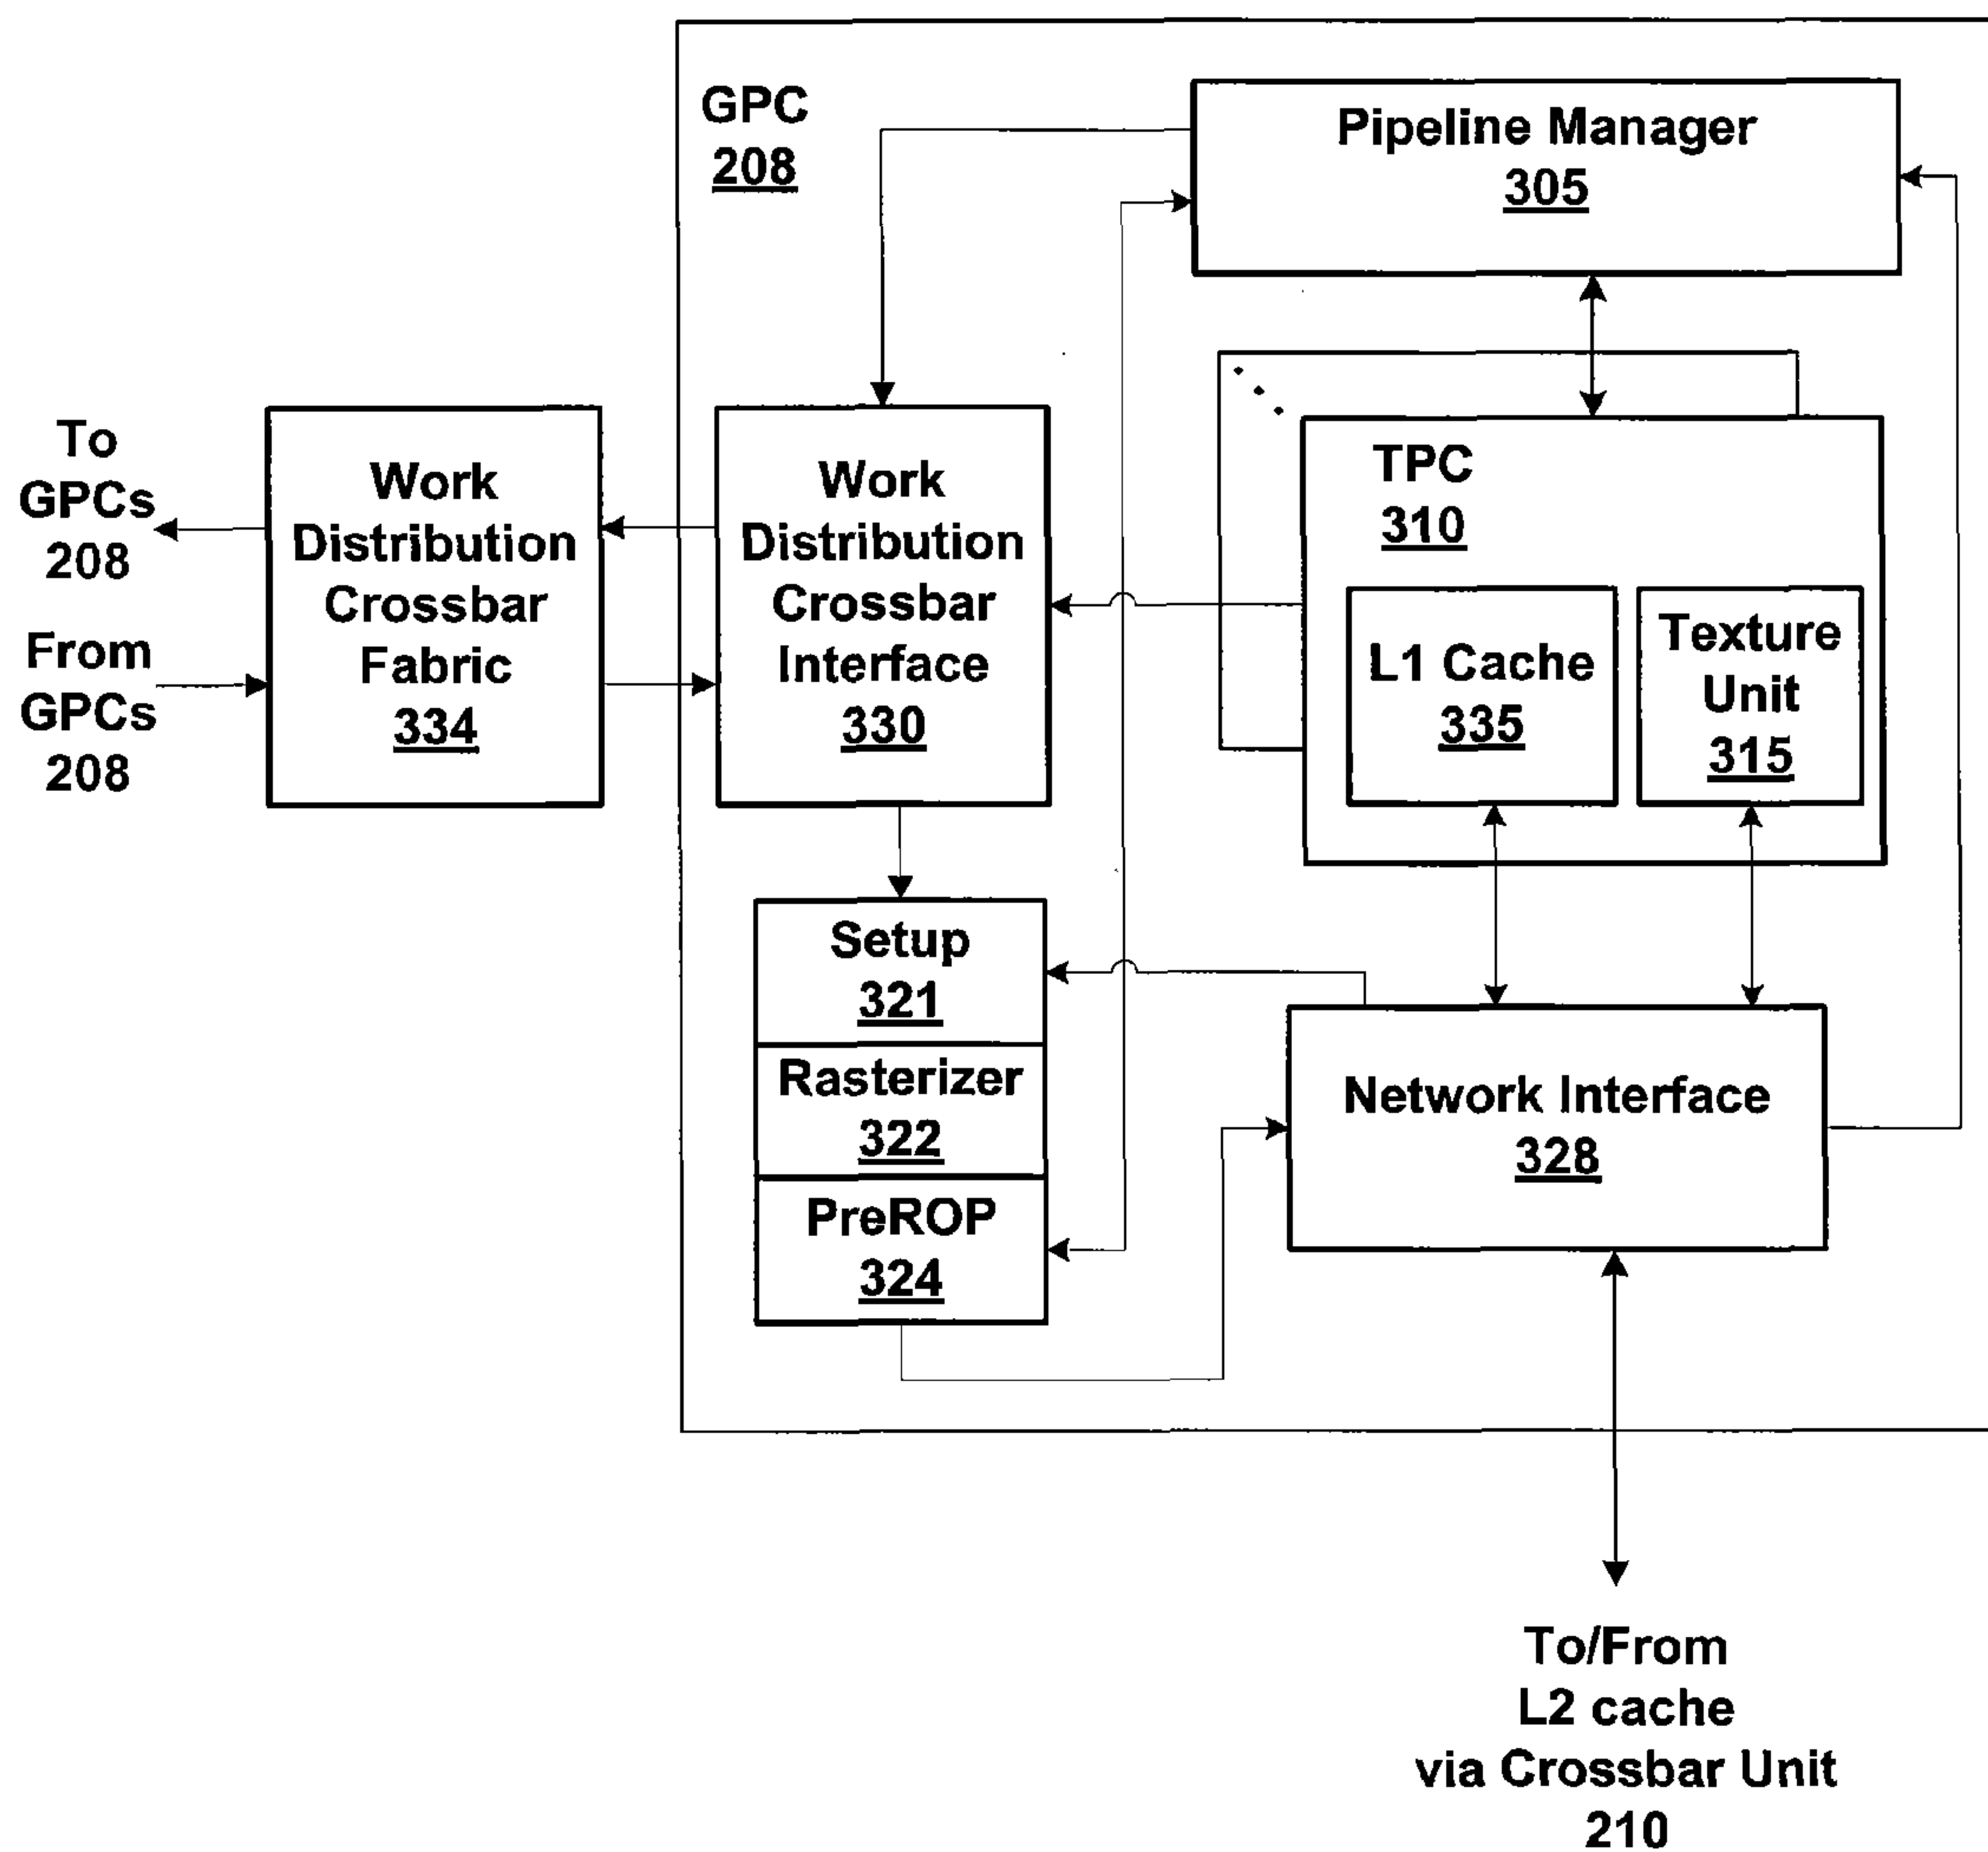 GPC
208
Pipeline Manager
305
To
GPCs
208
From
GPCs
208
Work
Distribution
Crossbar
Fabric
334
Work
Distribution
Crossbar
Interface
330
TPC
310
L1 Cache
335
Texture
Unit
315
Setup
321
Rasterizer
322
PreROP
324
Network Interface
328
To/From
L2 cache
via Crossbar Unit
210